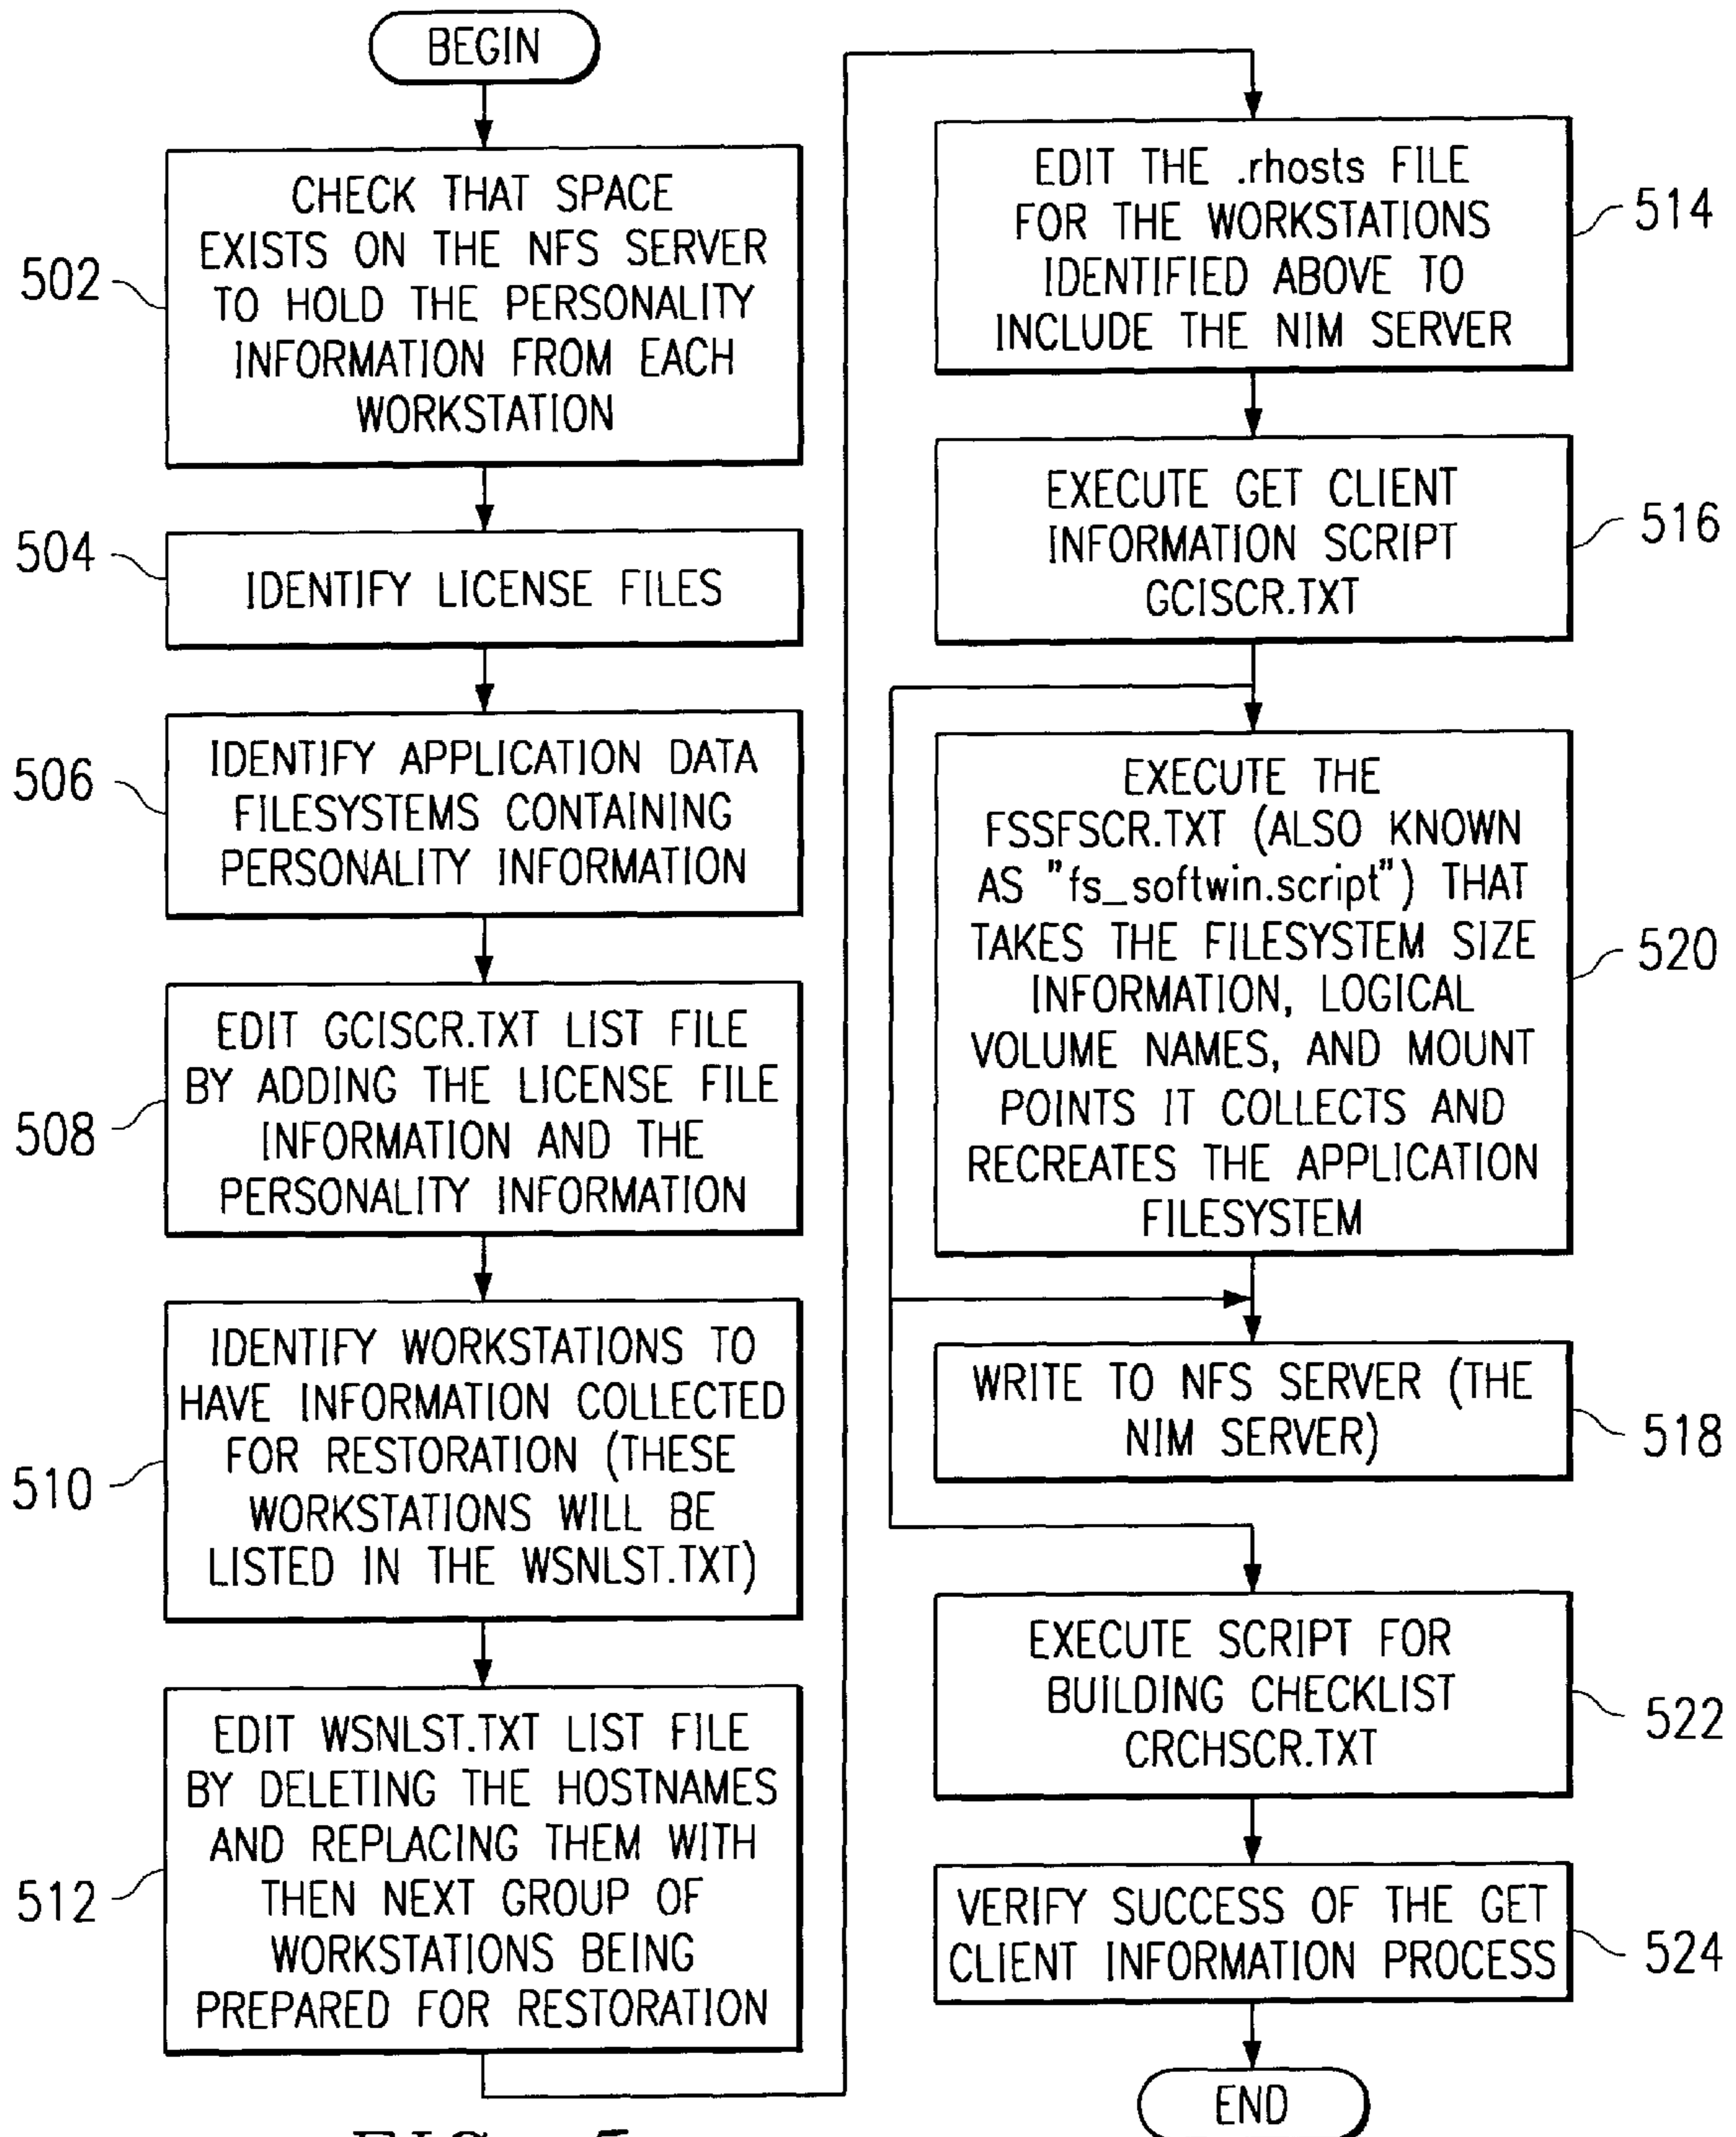 BEGIN
CHECK THAT SPACE
EXISTS ON THE NFS SERVER
TO HOLD THE PERSONALITY
INFORMATION FROM EACH
WORKSTATION
502
IDENTIFY LICENSE FILES
504
IDENTIFY APPLICATION DATA
FILESYSTEMS CONTAINING
PERSONALITY INFORMATION
506
EDIT GCISCR.TXT LIST FILE
BY ADDING THE LICENSE FILE
INFORMATION AND THE
PERSONALITY INFORMATION
508
IDENTIFY WORKSTATIONS TO
HAVE INFORMATION COLLECTED
FOR RESTORATION (THESE
WORKSTATIONS WILL BE
LISTED IN THE WSNLST.TXT)
510
EDIT WSNLST.TXT LIST FILE
BY DELETING THE HOSTNAMES
AND REPLACING THEM WITH
THEN NEXT GROUP OF
WORKSTATIONS BEING
PREPARED FOR RESTORATION
512
EDIT THE .rhosts FILE
FOR THE WORKSTATIONS
IDENTIFIED ABOVE TO
INCLUDE THE NIM SERVER
514
EXECUTE GET CLIENT
INFORMATION SCRIPT
GCISCR.TXT
516
EXECUTE THE
FSSFSCR.TXT (ALSO KNOWN
AS "fs_softwin.script") THAT
TAKES THE FILESYSTEM SIZE
INFORMATION, LOGICAL
VOLUME NAMES, AND MOUNT
POINTS IT COLLECTS AND
RECREATES THE APPLICATION
FILESYSTEM
520
WRITE TO NFS SERVER (THE
NIM SERVER)
518
EXECUTE SCRIPT FOR
BUILDING CHECKLIST
CRCHSCR.TXT
522
VERIFY SUCCESS OF THE GET
CLIENT INFORMATION PROCESS
524
END